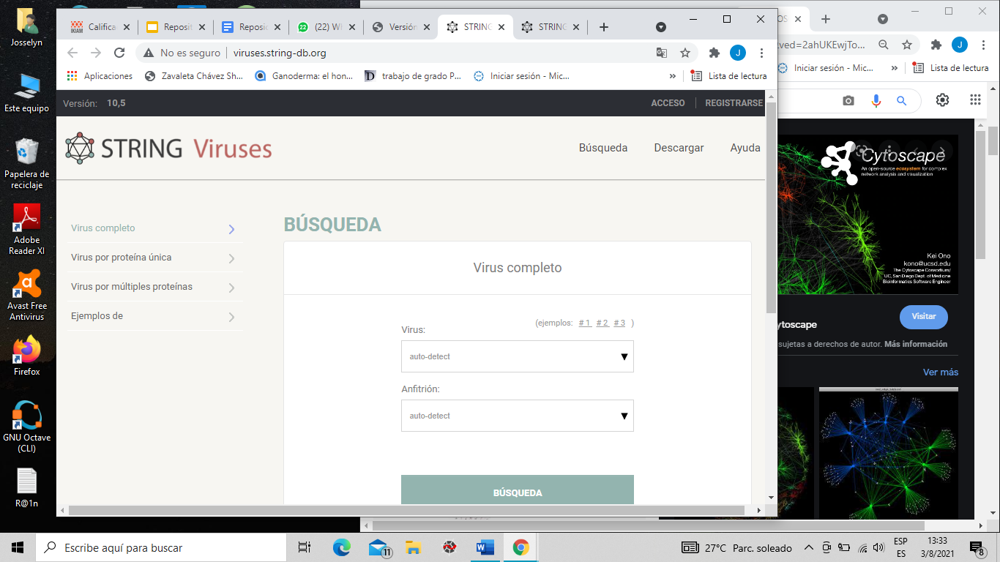 Josselyn
Este equipo
Papelera de
reciclaje
Adobe
Reader XI
Avast Free
Antivirus
Firefox
GNU Octave
(CLI)
R@1n
Califica
Reposit
Reposic
(22) W
Versión
STRING
STRING
No es seguro
viruses.string-db.org
Aplicaciones
Zavaleta Chávez Sh...
Ganoderma: el hon...
trabajo de grado P...
Iniciar sesión - Mic...
»
Lista de lectura
Versión: 10,5
ACCESO
REGISTRARSE
STRING Viruses
Búsqueda
Descargar
Ayuda
Virus completo
Virus por proteína única
Virus por múltiples proteínas
Ejemplos de
BÚSQUEDA
Virus completo
(ejemplos: #1 #2 #3 )
Virus:
auto-detect
Anfitrión:
auto-detect
BÚSQUEDA
ved=2ahUKEwjTo...
J
J
Iniciar sesión - Mic...
»
Lista de lectura
Cytoscape
An open-source ecosystem for complex
network analysis and visualization
Kei Ono
kono@ucsd.edu
The Cytoscape Consortium/
UC, San Diego Dept. of Medicine
Bioinformatics Software Engineer
ytoscape
Visitar
sujetas a derechos de autor. Más información
Ver más
Escribe aquí para buscar
11
27°C Parc. soleado
ESP
ES
13:33
3/8/2021
8